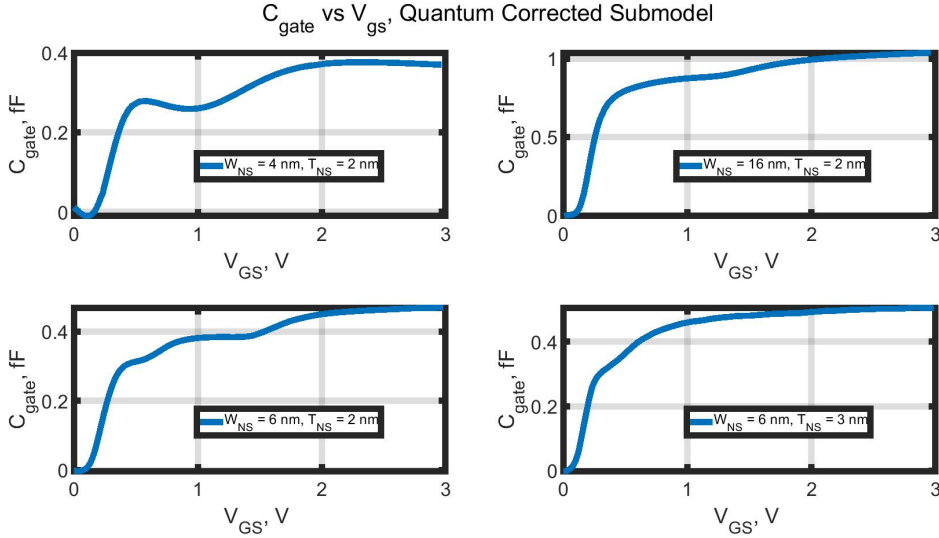 C_gate vs V_gs, Quantum Corrected Submodel
0.4
0.2
0
C_gate, fF
W_NS = 4 nm, T_NS = 2 nm
0 1 2 3
V_GS, V
1
0.5
0
C_gate, fF
W_NS = 16 nm, T_NS = 2 nm
0 1 2 3
V_GS, V
0.4
0.2
0
C_gate, fF
W_NS = 6 nm, T_NS = 2 nm
0 1 2 3
V_GS, V
0.4
0.2
0
C_gate, fF
W_NS = 6 nm, T_NS = 3 nm
0 1 2 3
V_GS, V